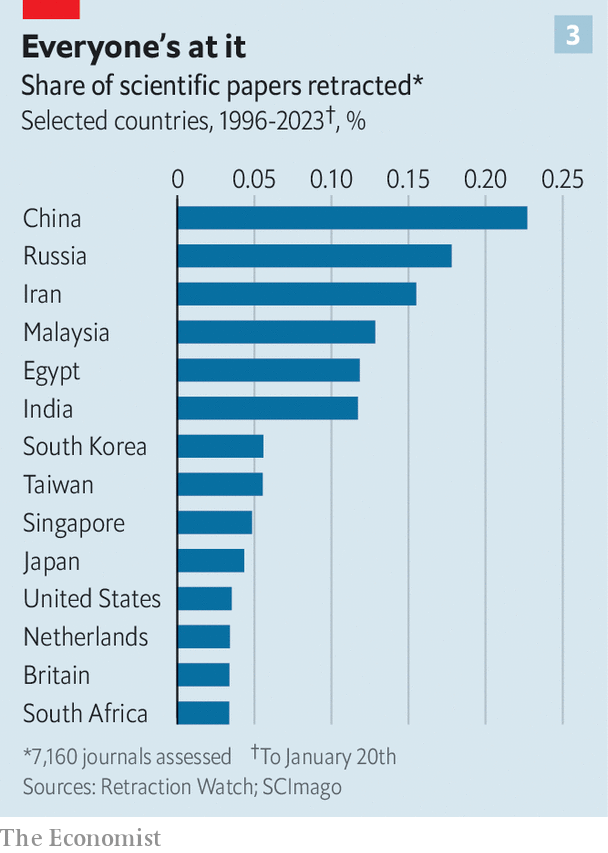 Everyone's at it
3
Share of scientific papers retracted*
Selected countries, 1996-2023†, %
0 0.05 0.10 0.15 0.20 0.25
China
Russia
Iran
Malaysia
Egypt
India
South Korea
Taiwan
Singapore
Japan
United States
Netherlands
Britain
South Africa
*7,160 journals assessed †To January 20th
Sources: Retraction Watch; SCImago
The Economist